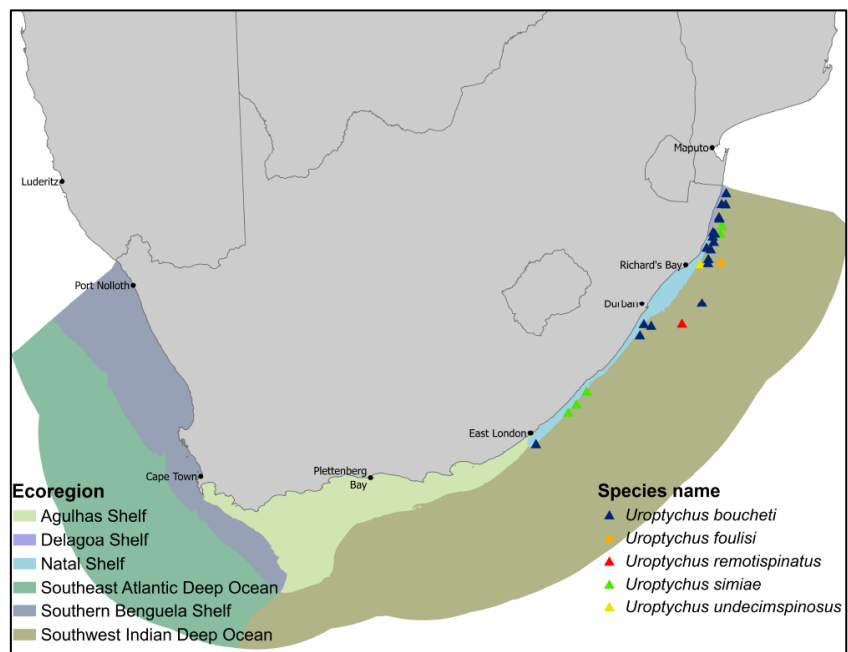 Maputo
Luderitz
Richard's Bay
Port Nolloth
Durban
East London
Plettenberg
Bay
Cape Town
Ecoregion
Agulhas Shelf
Delagoa Shelf
Natal Shelf
Southeast Atlantic Deep Ocean
Southern Benguela Shelf
Southwest Indian Deep Ocean
Species name
Uroptychus boucheti
Uroptychus foulisi
Uroptychus remotispinatus
Uroptychus simiae
Uroptychus undecimspinosus